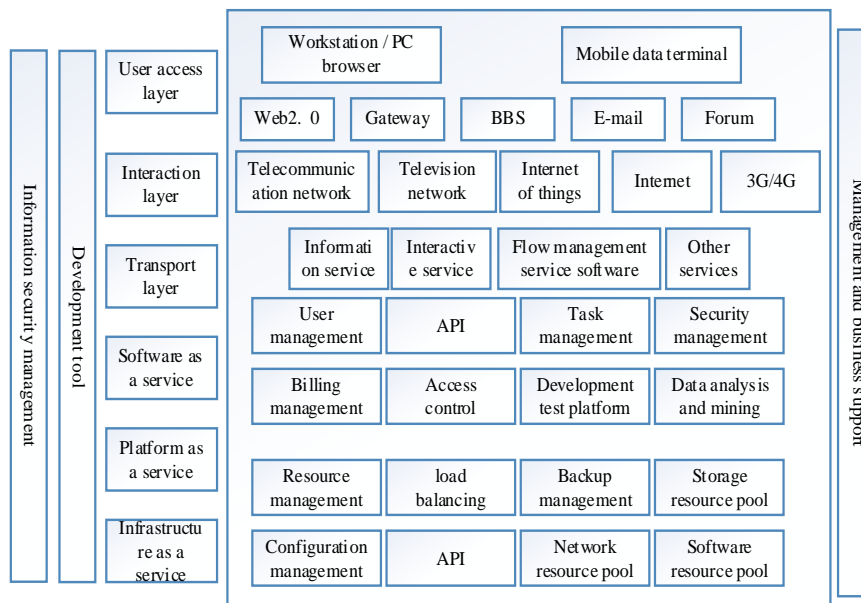 Information security management
Development tool
User access
layer
Interaction
layer
Transport
layer
Software as
a service
Platform as
a service
Infrastructu
re as a
service
Workstation / PC
browser
Mobile data terminal
Web2. 0
Gateway
BBS
E-mail
Forum
Telecommunic
ation network
Television
network
Internet
of things
Internet
3G/4G
Informati
on service
Interactiv
e service
Flow management
service software
Other
services
User
management
API
Task
management
Security
management
Billing
management
Access
control
Development
test platform
Data analysis
and mining
Resource
management
load
balancing
Backup
management
Storage
resource pool
Configuration
management
API
Network
resource pool
Software
resource pool
Management and business support